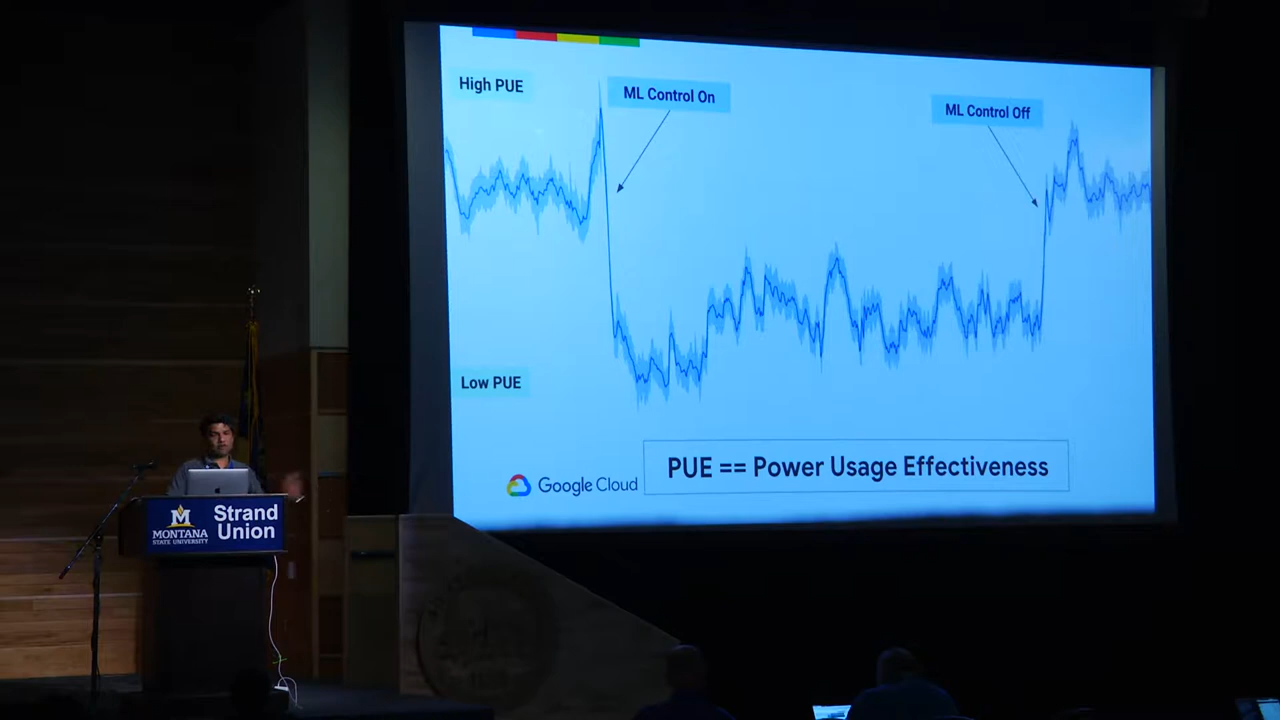 High PUE
ML Control On
ML Control Off
Low PUE
PUE == Power Usage Effectiveness
Google Cloud
MONTANA
STATE UNIVERSITY
Strand
Union